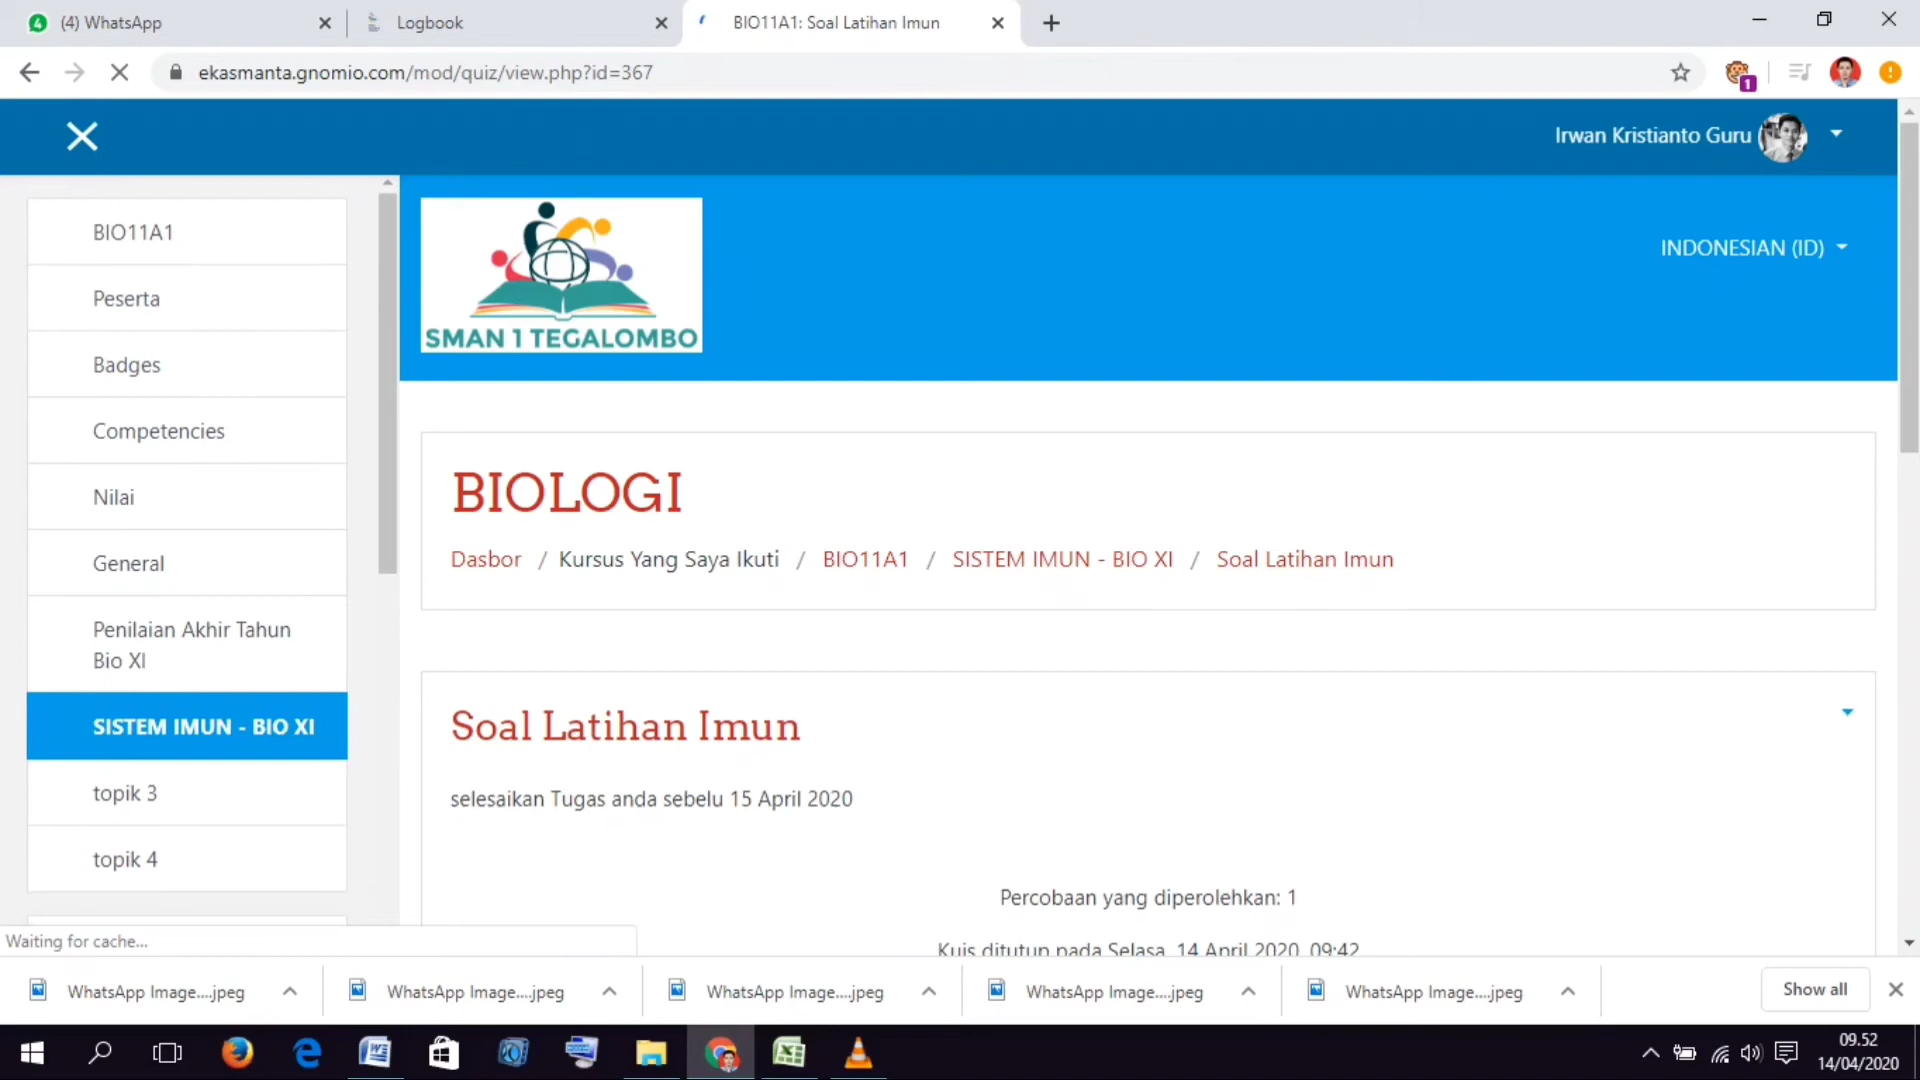 (4) WhatsApp
Logbook
BIO11A1: Soal Latihan Imun
ekasmanta.gnomio.com/mod/quiz/view.php?id=367
1
Irwan Kristianto Guru
INDONESIAN (ID)
SMAN 1 TEGALOMBO
BIO11A1
Peserta
Badges
Competencies
Nilai
General
Penilaian Akhir Tahun
Bio XI
SISTEM IMUN - BIO XI
topik 3
topik 4
BIOLOGI
Dasbor / Kursus Yang Saya Ikuti / BIO11A1 / SISTEM IMUN - BIO XI / Soal Latihan Imun
Soal Latihan Imun
selesaikan Tugas anda sebelu 15 April 2020
Percobaan yang diperolehkan: 1
Kuis ditutup pada Selasa, 14 April 2020, 09:42
Waiting for cache...
WhatsApp Image....jpeg
WhatsApp Image....jpeg
WhatsApp Image....jpeg
WhatsApp Image....jpeg
WhatsApp Image....jpeg
Show all
09.52
14/04/2020